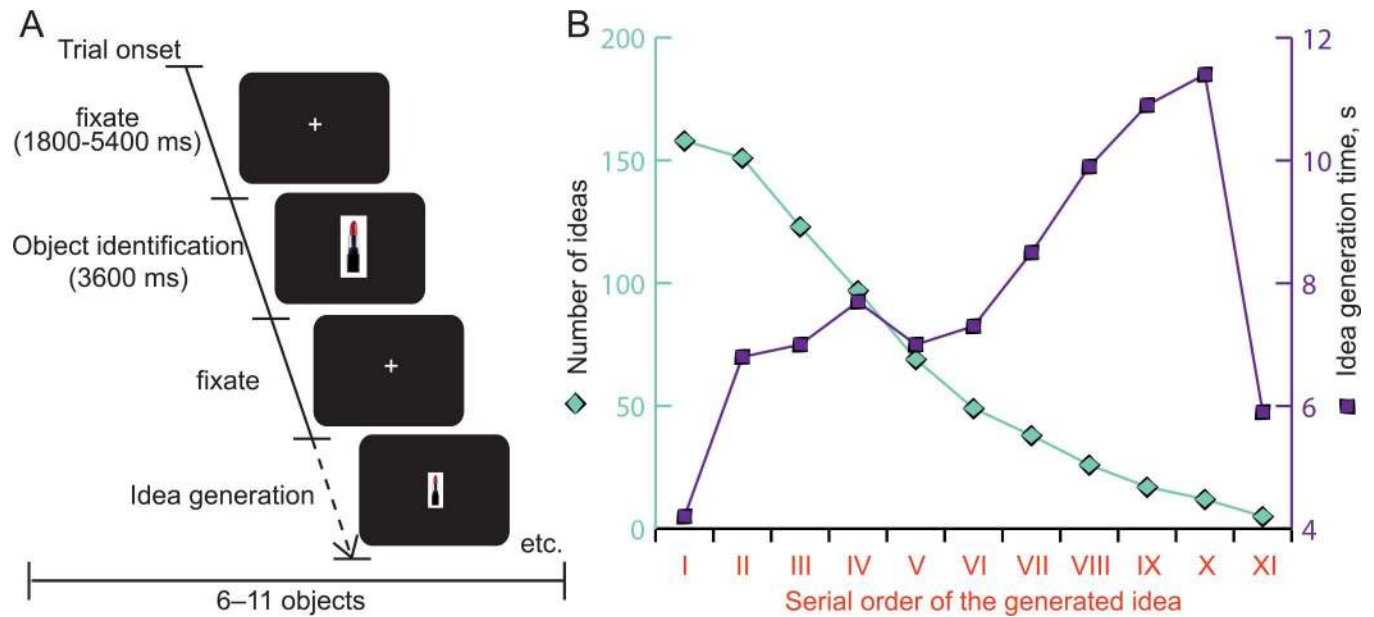 A
Trial onset
fixate
(1800-5400 ms)
Object identification
(3600 ms)
fixate
Idea generation
etc.
6–11 objects
B
Number of ideas
200
150
100
50
0
12
10
8
6
4
Idea generation time, s
I II III IV V VI VII VIII IX X XI
Serial order of the generated idea